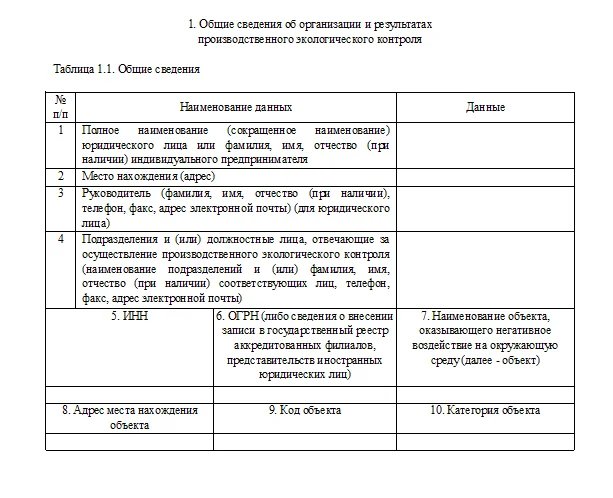 1. Общие сведения об организации и результатах
производственного экологического контроля
Таблица 1.1. Общие сведения
№
п/п
Наименование данных
Данные
1
Полное наименование (сокращенное наименование)
юридического лица или фамилия, имя, отчество (при
наличии) индивидуального предпринимателя
2
Место нахождения (адрес)
3
Руководитель (фамилия, имя, отчество (при наличии),
телефон, факс, адрес электронной почты) (для юридического
лица)
4
Подразделения и (или) должностные лица, отвечающие за
осуществление производственного экологического контроля
(наименование подразделений и (или) фамилия, имя,
отчество (при наличии) соответствующих лиц, телефон,
факс, адрес электронной почты)
5. ИНН
6. ОГРН (либо сведения о внесении
записи в государственный реестр
аккредитованных филиалов,
представительств иностранных
юридических лиц)
7. Наименование объекта,
оказывающего негативное
воздействие на окружающую
среду (далее - объект)
8. Адрес места нахождения
объекта
9. Код объекта
10. Категория объекта